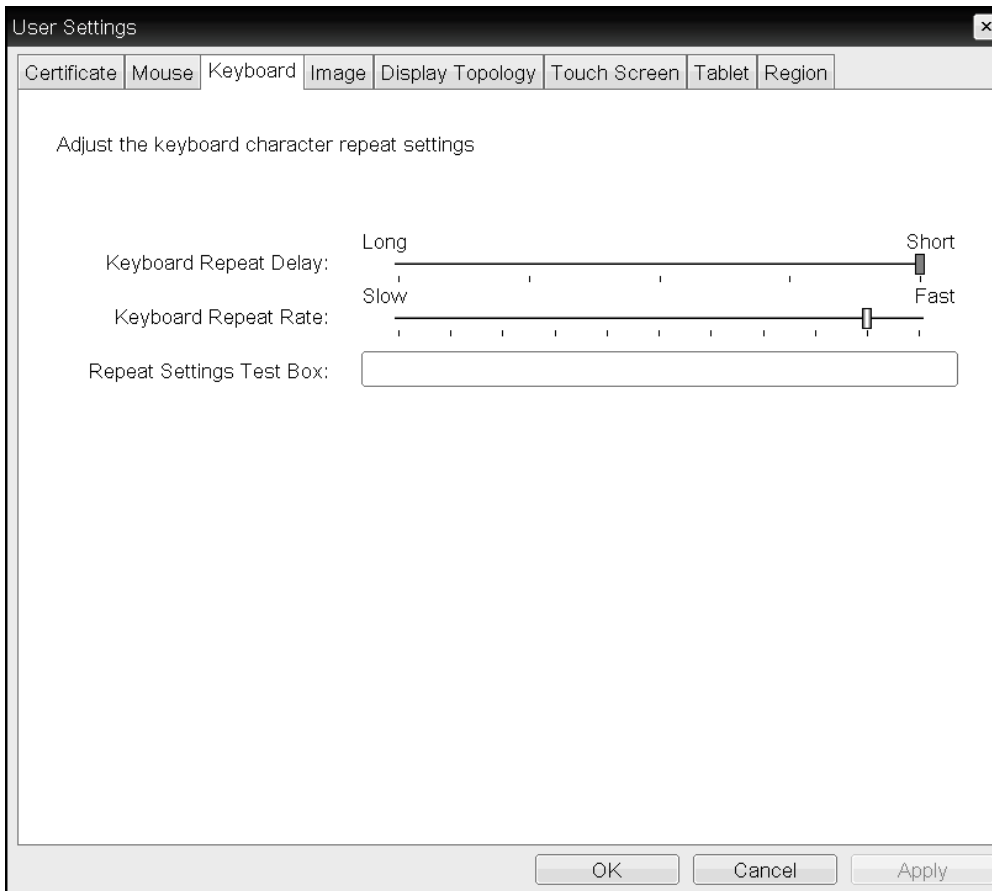 User Settings
Certificate Mouse Keyboard Image Display Topology Touch Screen Tablet Region
Adjust the keyboard character repeat settings
Long Short
Keyboard Repeat Delay:
Slow Fast
Keyboard Repeat Rate:
Repeat Settings Test Box:
OK Cancel Apply